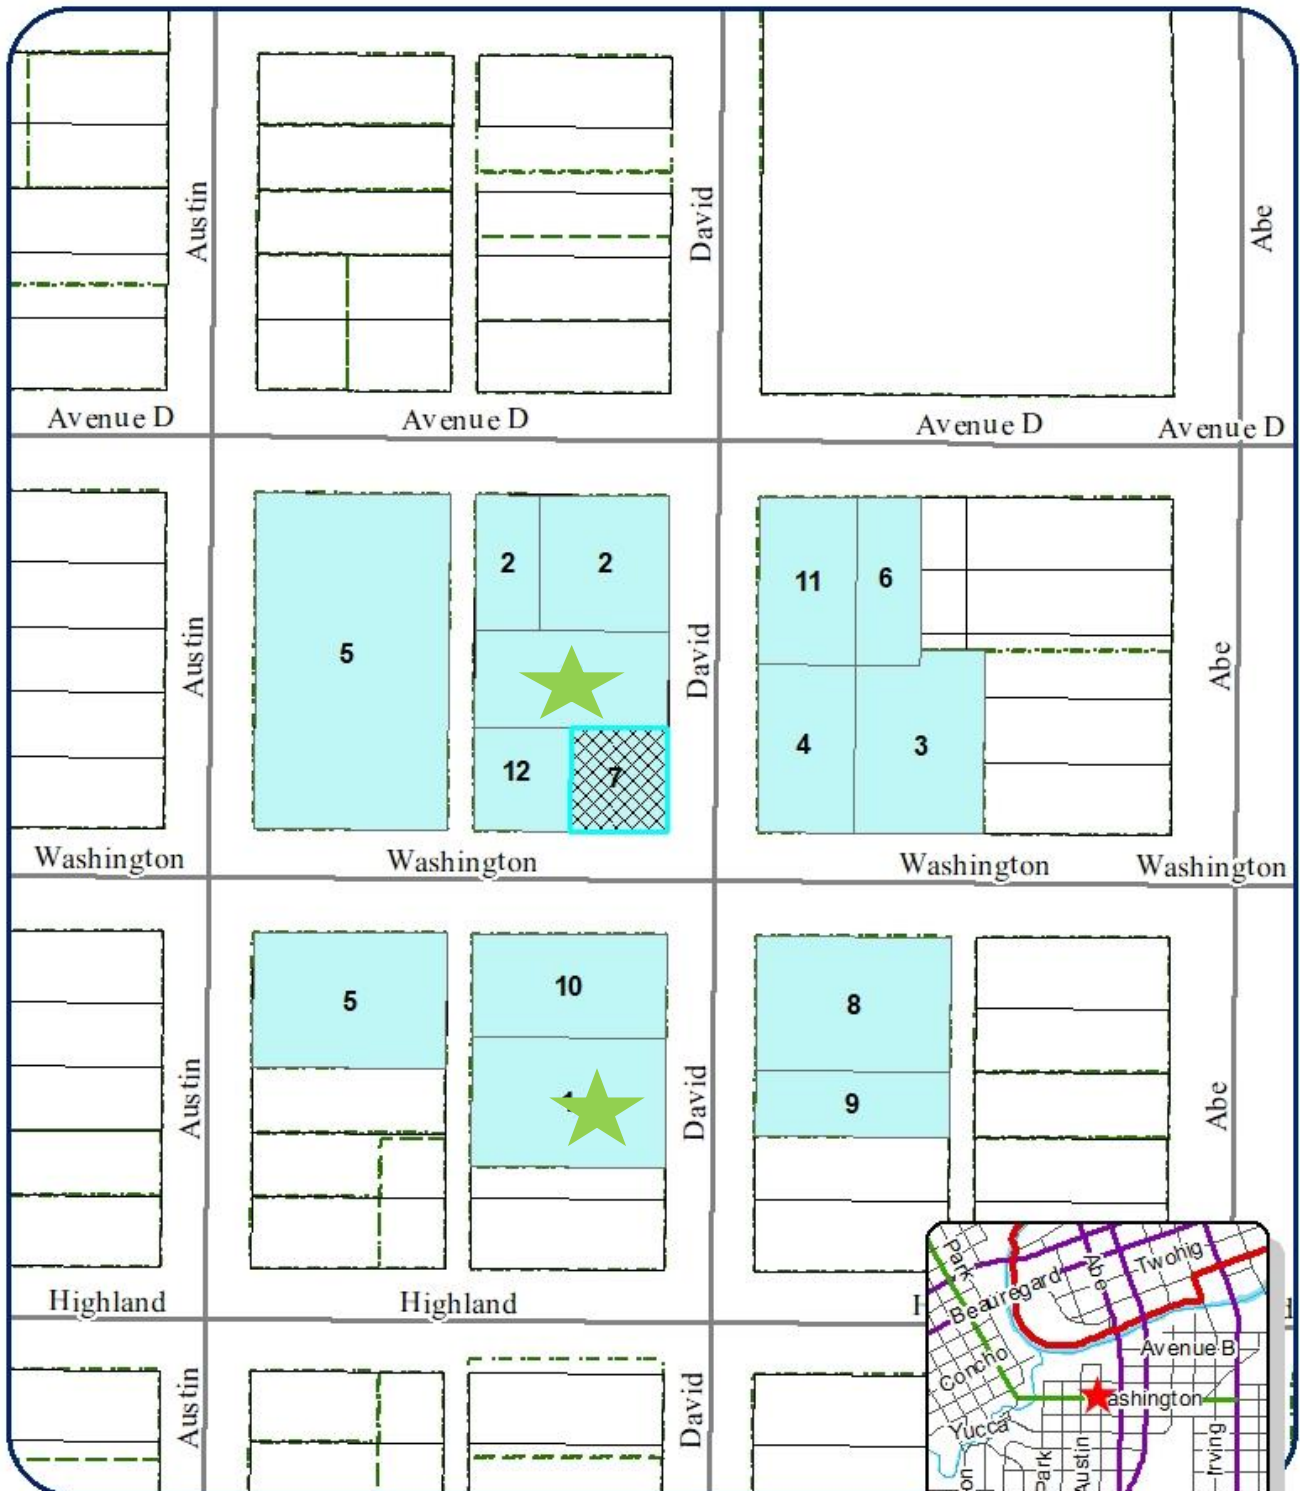 Austin
David
Abe
Avenue D
Avenue D
Avenue D
Avenue D
5
2
2
11
6
Austin
David
Abe
12
7
4
3
Washington
Washington
Washington
Washington
5
10
8
9
1
Austin
David
Abe
Highland
Highland
Austin
David
Park
Beauregard
Abe
Twohig
Concho
Avenue B
ashington
Yucca
Park
Austin
Irving